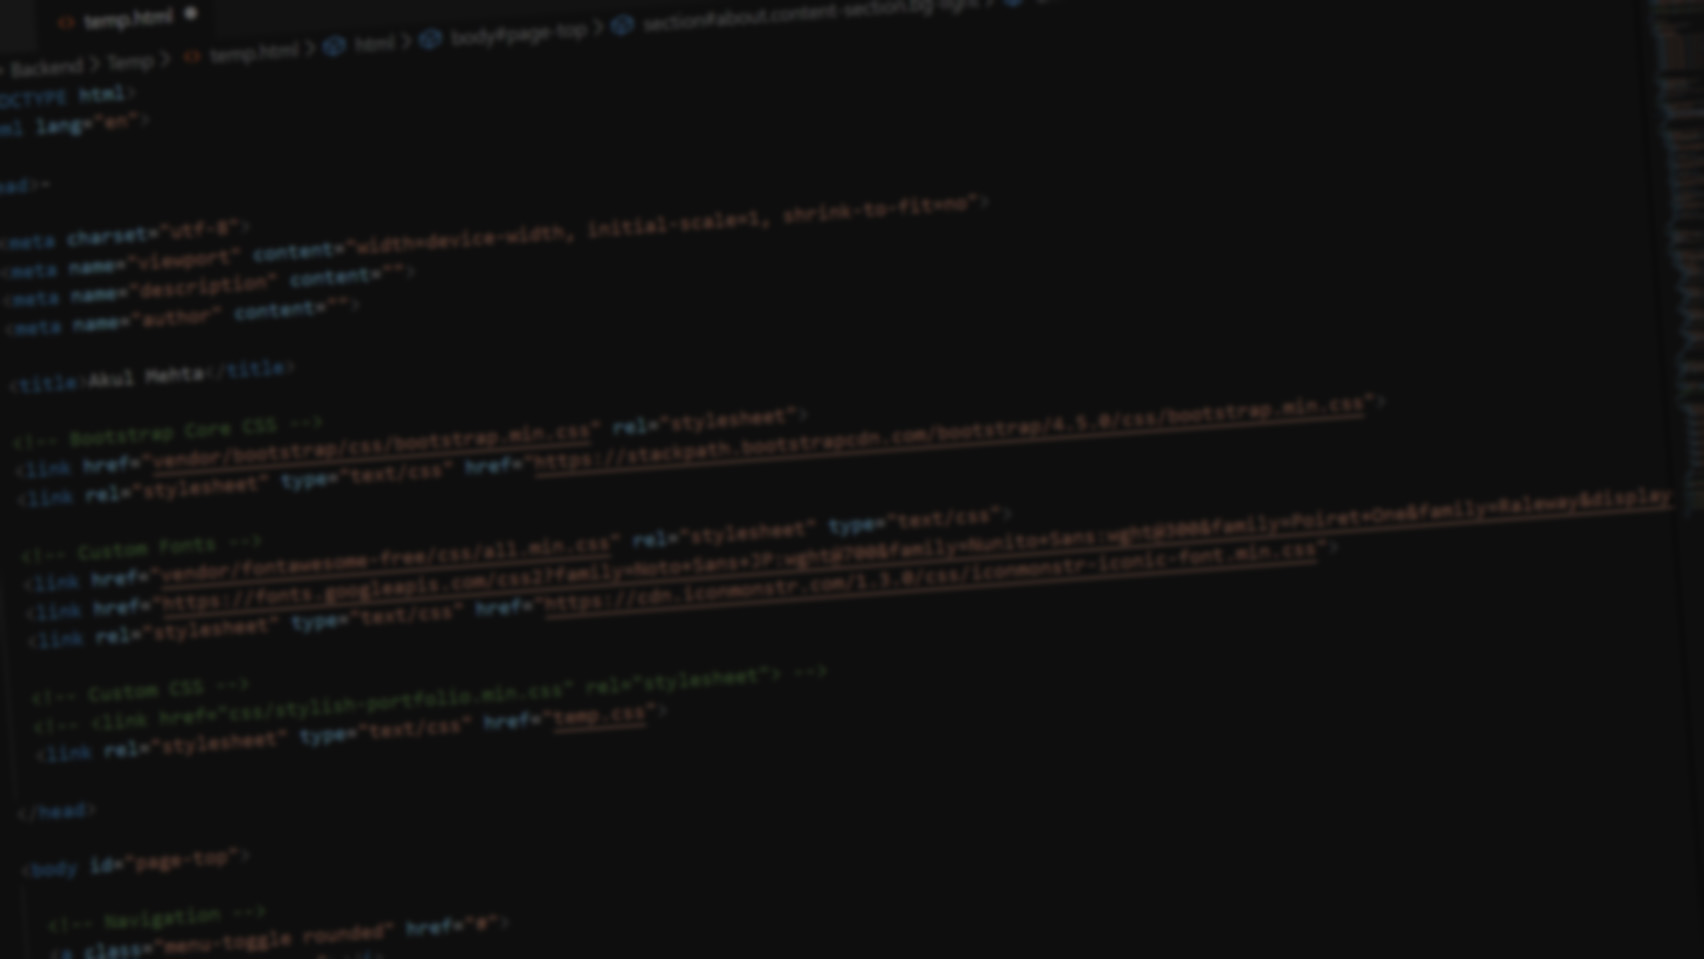 temp.html
Backend > Temp > temp.html > html > body#page-top > section#about.content-section.bg-light >
OCTYPE html>
ml lang="en">
ead>
<meta charset="utf-8">
<meta name="viewport" content="width=device-width, initial-scale=1, shrink-to-fit=no">
<meta name="description" content="">
<meta name="author" content="">
<title>Akul Mehta</title>
<!-- Bootstrap Core CSS -->
<link href="vendor/bootstrap/css/bootstrap.min.css" rel="stylesheet">
<link rel="stylesheet" type="text/css" href="https://stackpath.bootstrapcdn.com/bootstrap/4.5.0/css/bootstrap.min.css">
<!-- Custom Fonts -->
<link href="vendor/fontawesome-free/css/all.min.css" rel="stylesheet" type="text/css">
<link href="https://fonts.googleapis.com/css2?family=Noto+Sans+JP:wght@700&family=Nunito+Sans:wght@300&family=Poiret+One&family=Raleway&display
<link rel="stylesheet" type="text/css" href="https://cdn.iconmonstr.com/1.3.0/css/iconmonstr-iconic-font.min.css">
<!-- Custom CSS -->
<!-- <link href="css/stylish-portfolio.min.css" rel="stylesheet"> -->
<link rel="stylesheet" type="text/css" href="temp.css">
</head>
<body id="page-top">
<!-- Navigation -->
<a class="menu-toggle rounded" href="#">